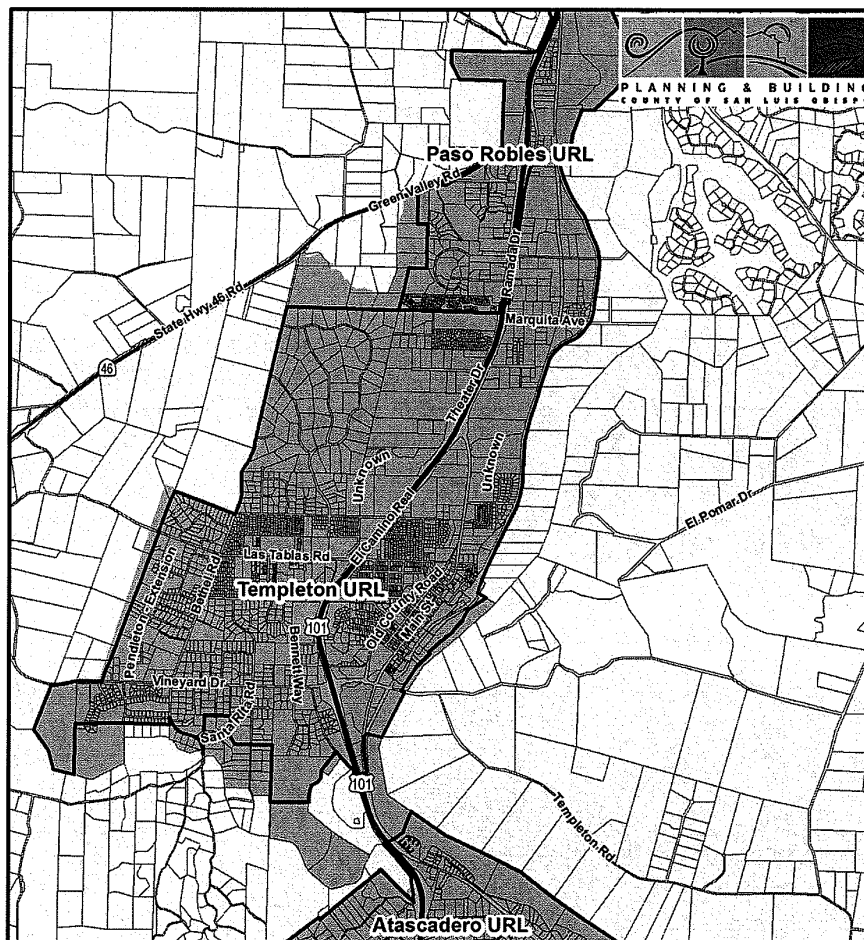 PLANNING & BUILDING
COUNTY OF SAN LUIS OBISPO
Paso Robles URL
Green Valley Rd
Ramada Dr
State Hwy 46 Rd
Marquita Ave
46
Theater Dr
Unknown
Unknown
El Camino Real
El Pomar Dr
Las Tablas Rd
Pendleton - Extension
Bethel Rd
Templeton URL
Old County Road
Main St
101
Bennett Way
Vineyard Dr
Santa Rita Rd
101
Templeton Rd
Atascadero URL